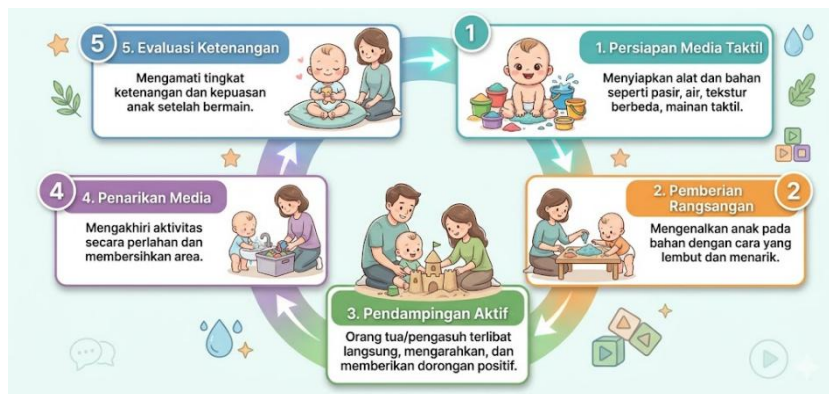 1
1. Persiapan Media Taktil
Menyiapkan alat dan bahan
seperti pasir, air, tekstur
berbeda, mainan taktil.
2. Pemberian
Rangsangan
2
Mengenalkan anak pada
bahan dengan cara yang
lembut dan menarik.
3. Pendampingan Aktif
Orang tua/pengasuh terlibat
langsung, mengarahkan, dan
memberikan dorongan positif.
4
4. Penarikan Media
Mengakhiri aktivitas
secara perlahan dan
membersihkan area.
5
5. Evaluasi Ketenangan
Mengamati tingkat
ketenangan dan kepuasan
anak setelah bermain.